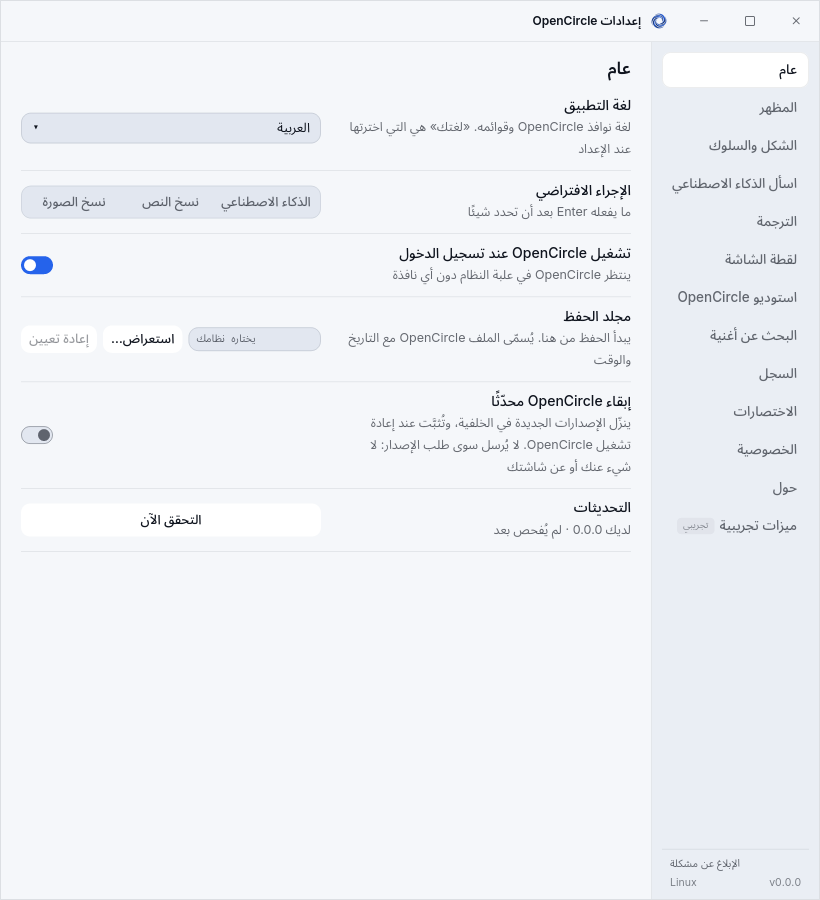 إعدادات OpenCircle
عام
المظهر
الشكل والسلوك
اسأل الذكاء الاصطناعي
الترجمة
لقطة الشاشة
استوديو OpenCircle
البحث عن أغنية
السجل
الاختصارات
الخصوصية
حول
ميزات تجريبية تجريبي
الإبلاغ عن مشكلة
v0.0.0 Linux
عام
لغة التطبيق
لغة نوافذ OpenCircle وقوائمه. «لغتك» هي التي اخترتها
عند الإعداد
العربية
الإجراء الافتراضي
ما يفعله Enter بعد أن تحدد شيئًا
الذكاء الاصطناعي نسخ النص نسخ الصورة
تشغيل OpenCircle عند تسجيل الدخول
ينتظر OpenCircle في علبة النظام دون أي نافذة
مجلد الحفظ
يبدأ الحفظ من هنا. يُسمّى الملف OpenCircle مع التاريخ
والوقت
يختاره نظامك استعراض... إعادة تعيين
إبقاء OpenCircle محدّثًا
ينزّل الإصدارات الجديدة في الخلفية، وتُثبَّت عند إعادة
تشغيل OpenCircle. لا يُرسل سوى طلب الإصدار: لا
شيء عنك أو عن شاشتك
التحديثات
لديك 0.0.0 · لم يُفحص بعد
التحقق الآن